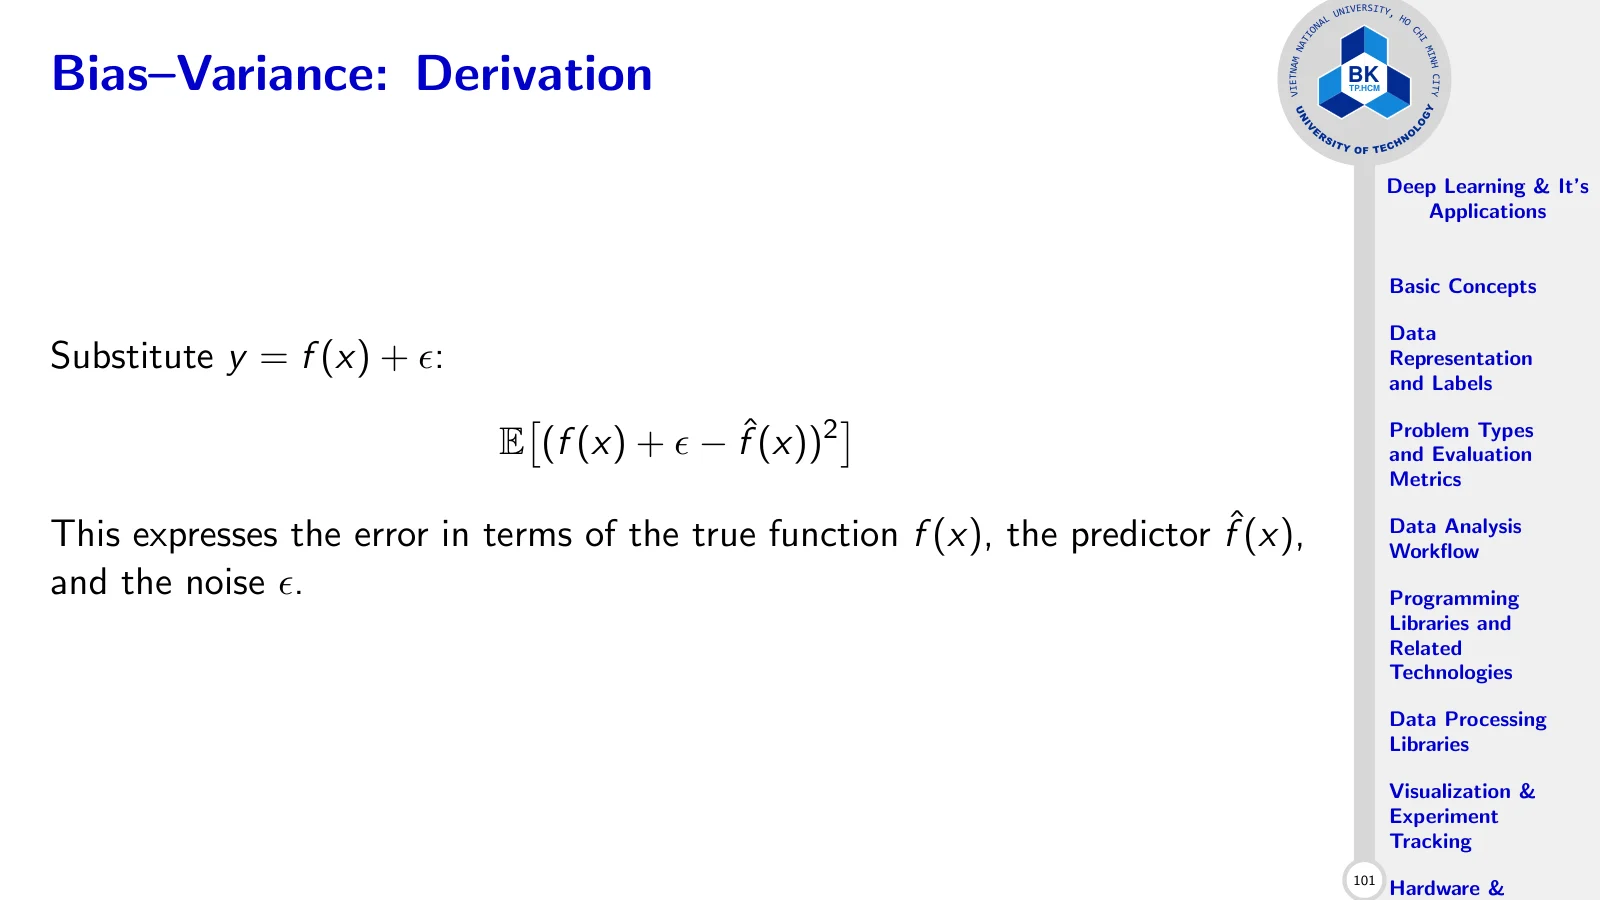 Bias–Variance: Derivation
Substitute y = f(x) + ϵ:
𝔼[(f(x) + ϵ − f̂(x))²]
This expresses the error in terms of the true function f(x), the predictor f̂(x),
and the noise ϵ.
VIETNAM NATIONAL UNIVERSITY, HO CHI MINH CITY
BK
TP.HCM
UNIVERSITY OF TECHNOLOGY
Deep Learning & It's
Applications
Basic Concepts
Data
Representation
and Labels
Problem Types
and Evaluation
Metrics
Data Analysis
Workflow
Programming
Libraries and
Related
Technologies
Data Processing
Libraries
Visualization &
Experiment
Tracking
Hardware &
101